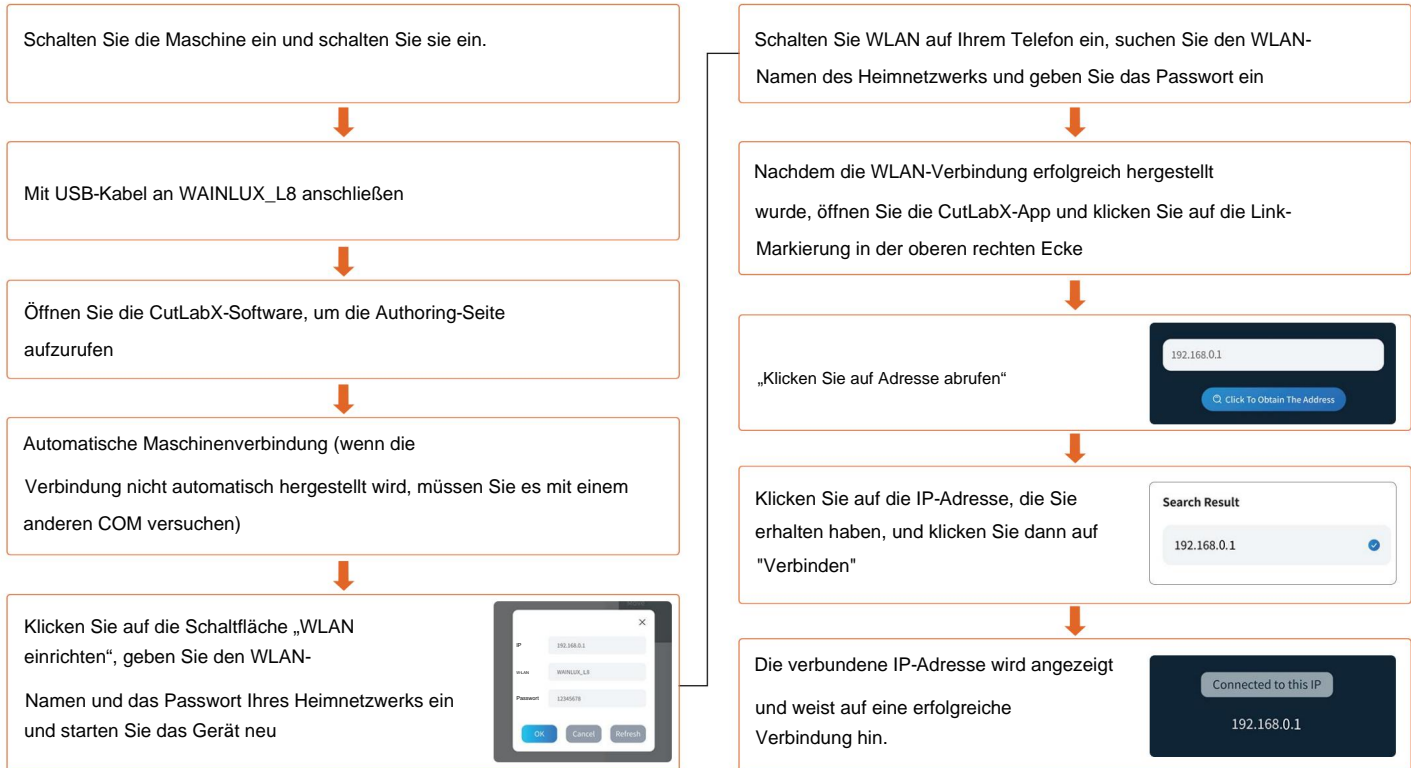 Schalten Sie die Maschine ein und schalten Sie sie ein.
Mit USB-Kabel an WAINLUX_L8 anschließen
Öffnen Sie die CutLabX-Software, um die Authoring-Seite
aufzurufen
Automatische Maschinenverbindung (wenn die
Verbindung nicht automatisch hergestellt wird, müssen Sie es mit einem
anderen COM versuchen)
Klicken Sie auf die Schaltfläche „WLAN
einrichten“, geben Sie den WLAN-
Namen und das Passwort Ihres Heimnetzwerks ein
und starten Sie das Gerät neu
IP
192.168.0.1
WLAN
WAINLUX_LX
Passwort
12345678
OK
Cancel
Refresh
Schalten Sie WLAN auf Ihrem Telefon ein, suchen Sie den WLAN-
Namen des Heimnetzwerks und geben Sie das Passwort ein
Nachdem die WLAN-Verbindung erfolgreich hergestellt
wurde, öffnen Sie die CutLabX-App und klicken Sie auf die Link-
Markierung in der oberen rechten Ecke
„Klicken Sie auf Adresse abrufen“
192.168.0.1
Click To Obtain The Address
Klicken Sie auf die IP-Adresse, die Sie
erhalten haben, und klicken Sie dann auf
"Verbinden"
Search Result
192.168.0.1
Die verbundene IP-Adresse wird angezeigt
und weist auf eine erfolgreiche
Verbindung hin.
Connected to this IP
192.168.0.1